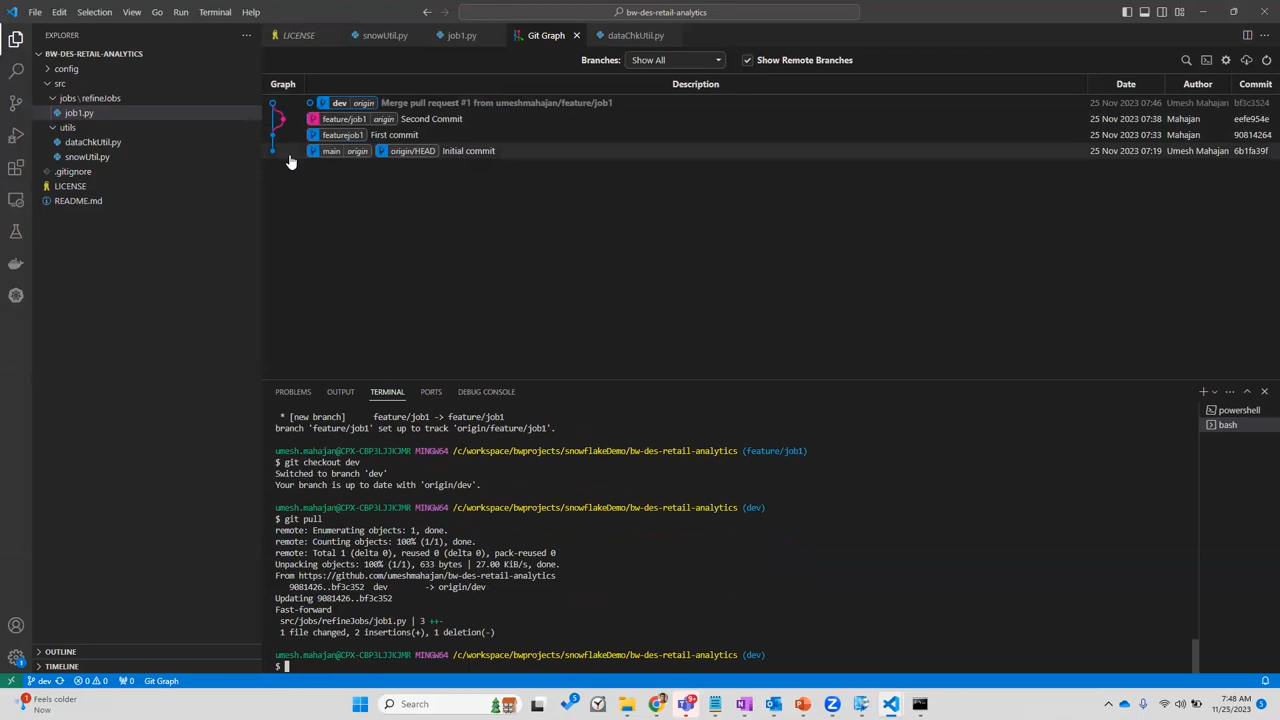 File Edit Selection View Go Run Terminal Help
bw-des-retail-analytics
EXPLORER
LICENSE
snowUtil.py
job1.py
Git Graph
dataChkUtil.py
BW-DES-RETAIL-ANALYTICS
config
src
jobs \ refineJobs
job1.py
utils
dataChkUtil.py
snowUtil.py
.gitignore
LICENSE
README.md
OUTLINE
TIMELINE
Branches: Show All
Show Remote Branches
Graph Description Date Author Commit
dev origin Merge pull request #1 from umeshmahajan/feature/job1 25 Nov 2023 07:46 Umesh Mahajan bf3c3524
feature/job1 origin Second Commit 25 Nov 2023 07:38 Umesh Mahajan eefe954e
featurejob1 First commit 25 Nov 2023 07:33 Umesh Mahajan 90814264
main origin origin/HEAD Initial commit 25 Nov 2023 07:19 Umesh Mahajan 6b1fa39f
PROBLEMS OUTPUT TERMINAL PORTS DEBUG CONSOLE
powershell
bash
* [new branch] feature/job1 -> feature/job1
branch 'feature/job1' set up to track 'origin/feature/job1'.
umesh.mahajan@CPX-CBP3LJJKJMR MINGW64 /c/workspace/bwprojects/snowflakeDemo/bw-des-retail-analytics (feature/job1)
$ git checkout dev
Switched to branch 'dev'
Your branch is up to date with 'origin/dev'.
umesh.mahajan@CPX-CBP3LJJKJMR MINGW64 /c/workspace/bwprojects/snowflakeDemo/bw-des-retail-analytics (dev)
$ git pull
remote: Enumerating objects: 1, done.
remote: Counting objects: 100% (1/1), done.
remote: Total 1 (delta 0), reused 0 (delta 0), pack-reused 0
Unpacking objects: 100% (1/1), 633 bytes | 27.00 KiB/s, done.
From https://github.com/umeshmahajan/bw-des-retail-analytics
9081426..bf3c352 dev -> origin/dev
Updating 9081426..bf3c352
Fast-forward
src/jobs/refineJobs/job1.py | 3 ++-
1 file changed, 2 insertions(+), 1 deletion(-)
umesh.mahajan@CPX-CBP3LJJKJMR MINGW64 /c/workspace/bwprojects/snowflakeDemo/bw-des-retail-analytics (dev)
$
dev 0 0 0 Git Graph
1
Feels colder
Now
1
Search
5
9+
7:48 AM
11/25/2023